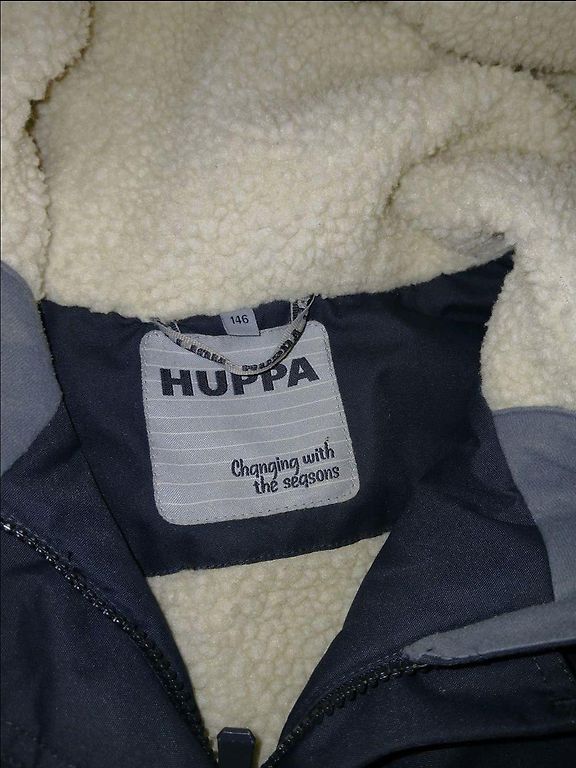 146
HUPPA
Changing with
the seasons